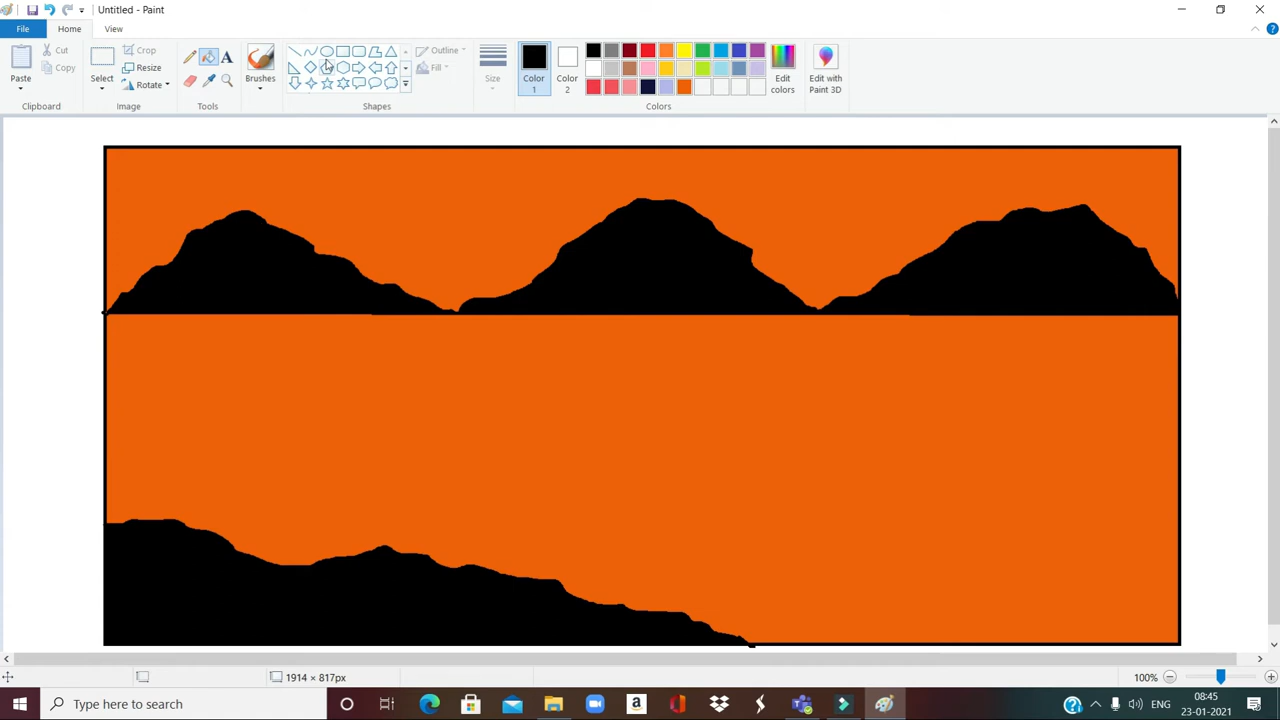 Untitled - Paint
File Home View
Paste
Cut
Copy
Clipboard
Select
Crop
Resize
Rotate
Image
A
Tools
Brushes
Shapes
Outline
Fill
Size
Color 1
Color 2
Colors
Edit colors
Edit with Paint 3D
1914 × 817px
100%
Type here to search
ENG
08:45
23-01-2021